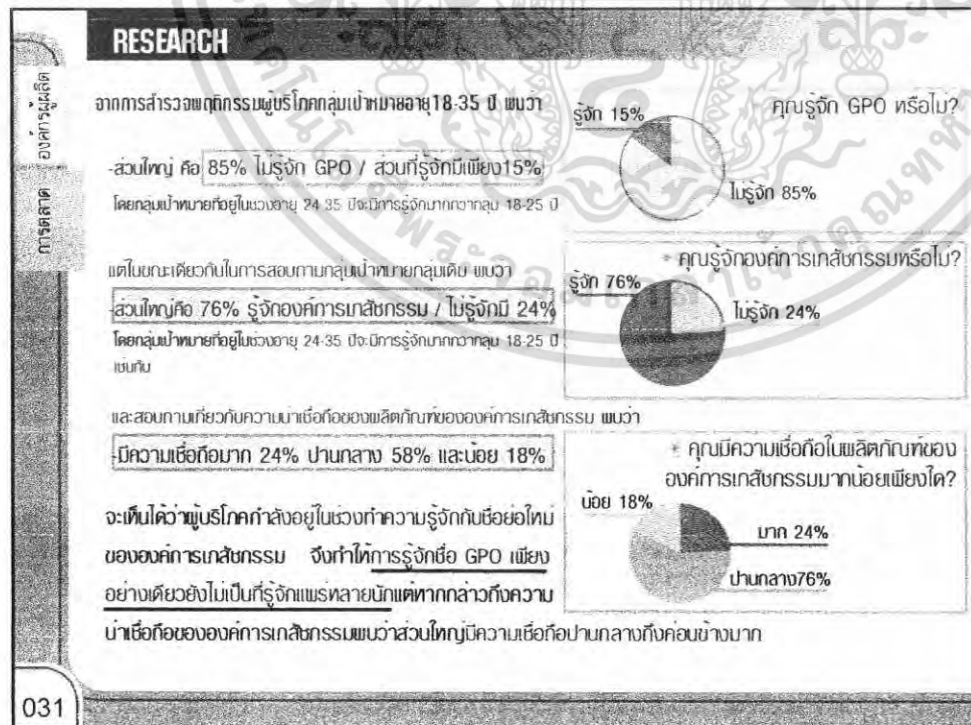 RESEARCH
องค์กรผู้ผลิต
การตลาด
จากการสำรวจพฤติกรรมผู้บริโภคกลุ่มเป้าหมายอายุ18-35 ปี พบว่า
-ส่วนใหญ่ คือ 85% ไม่รู้จัก GPO / ส่วนที่รู้จักมีเพียง15%
โดยกลุ่มเป้าหมายที่อยู่ในช่วงอายุ 24-35 ปีจะมีการรู้จักมากกว่ากลุ่ม 18-25 ปี
คุณรู้จัก GPO หรือไม่?
รู้จัก 15%
ไม่รู้จัก 85%
แต่ในขณะเดียวกันในการสอบถามกลุ่มเป้าหมายกลุ่มเดิม พบว่า
-ส่วนใหญ่คือ 76% รู้จักองค์การเภสัชกรรม / ไม่รู้จักมี 24%
โดยกลุ่มเป้าหมายที่อยู่ในช่วงอายุ 24-35 ปีจะมีการรู้จักมากกว่ากลุ่ม 18-25 ปี
เช่นกัน
* คุณรู้จักองค์การเภสัชกรรมหรือไม่?
รู้จัก 76%
ไม่รู้จัก 24%
และสอบถามเกี่ยวกับความน่าเชื่อถือของผลิตภัณฑ์ขององค์การเภสัชกรรม พบว่า
-มีความเชื่อถือมาก 24% ปานกลาง 58% และน้อย 18%
* คุณมีความเชื่อถือในผลิตภัณฑ์ของ
องค์การเภสัชกรรมมากน้อยเพียงใด?
น้อย 18%
มาก 24%
ปานกลาง76%
จะเห็นได้ว่าผู้บริโภคกำลังอยู่ในช่วงทำความรู้จักกับชื่อย่อใหม่
ขององค์การเภสัชกรรม จึงทำให้การรู้จักชื่อ GPO เพียง
อย่างเดียวยังไม่เป็นที่รู้จักแพร่หลายนักแต่หากกล่าวถึงความ
น่าเชื่อถือขององค์การเภสัชกรรมพบว่าส่วนใหญ่มีความเชื่อถือปานกลางถึงค่อนข้างมาก
031